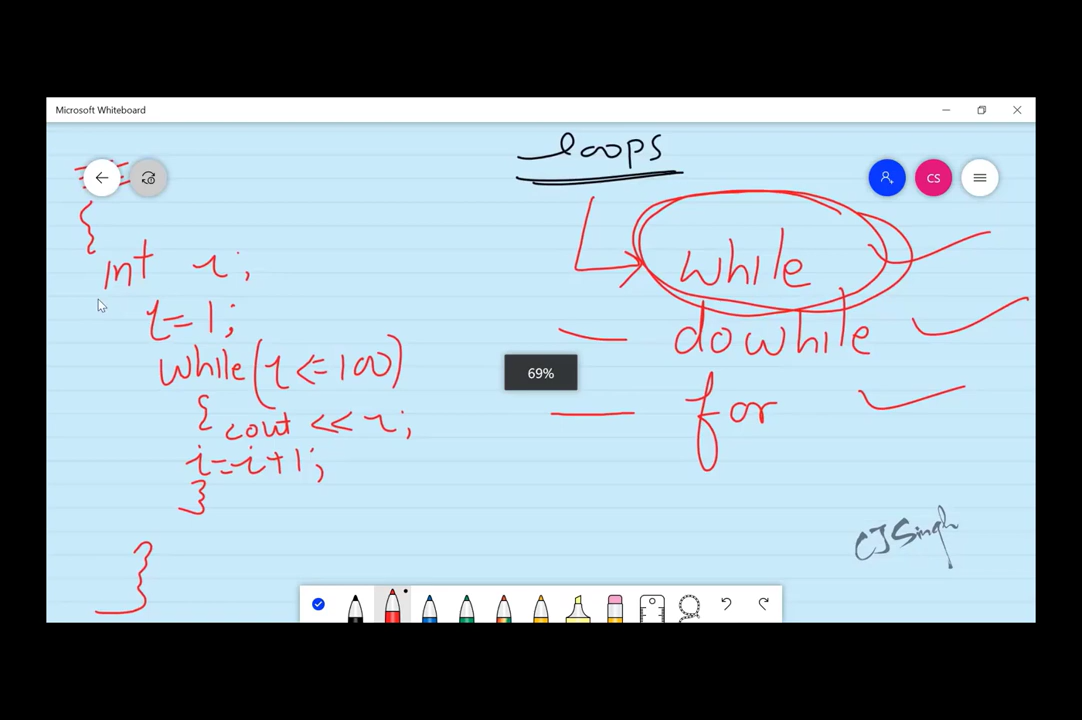 Microsoft Whiteboard
loops
CS
{
int i;
i=1;
while(i<=100)
{cout<<i;
i=i+1;
}
}
while
dowhile
for
69%
CJSingh